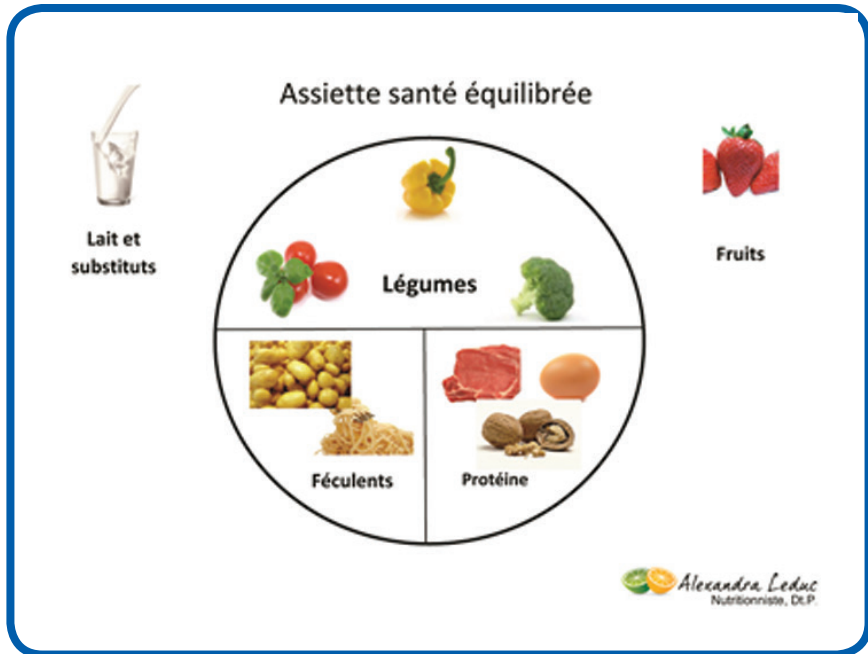 Assiette santé équilibrée
Lait et
substituts
Fruits
Légumes
Féculents
Protéine
Alexandra Leduc
Nutritionniste, Dt.P.